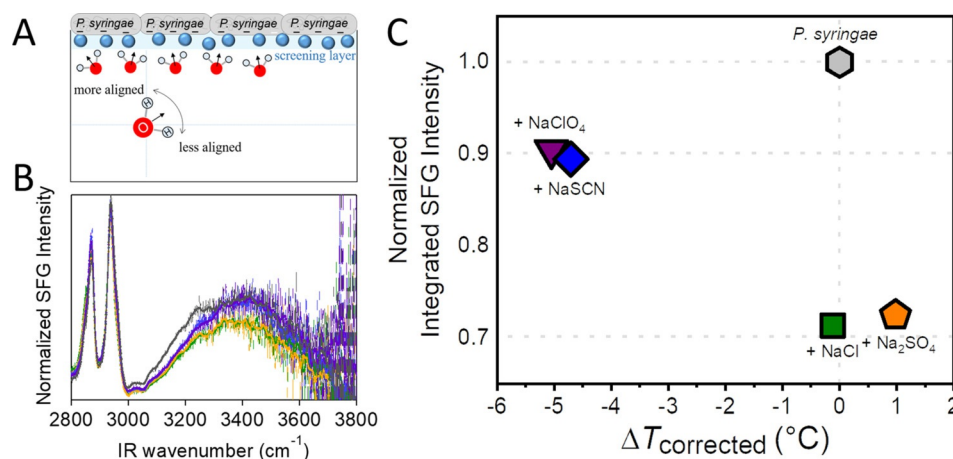 A
P. syringae P. syringae P. syringae P. syringae
screening layer
more aligned
H
O
H
less aligned
B
Normalized SFG Intensity
2800 3000 3200 3400 3600 3800
IR wavenumber (cm⁻¹)
C
Normalized
Integrated SFG Intensity
1.0
0.9
0.8
0.7
P. syringae
+ NaClO₄
+ NaSCN
+ NaCl
+ Na₂SO₄
-6 -5 -4 -3 -2 -1 0 1 2
ΔTcorrected (°C)